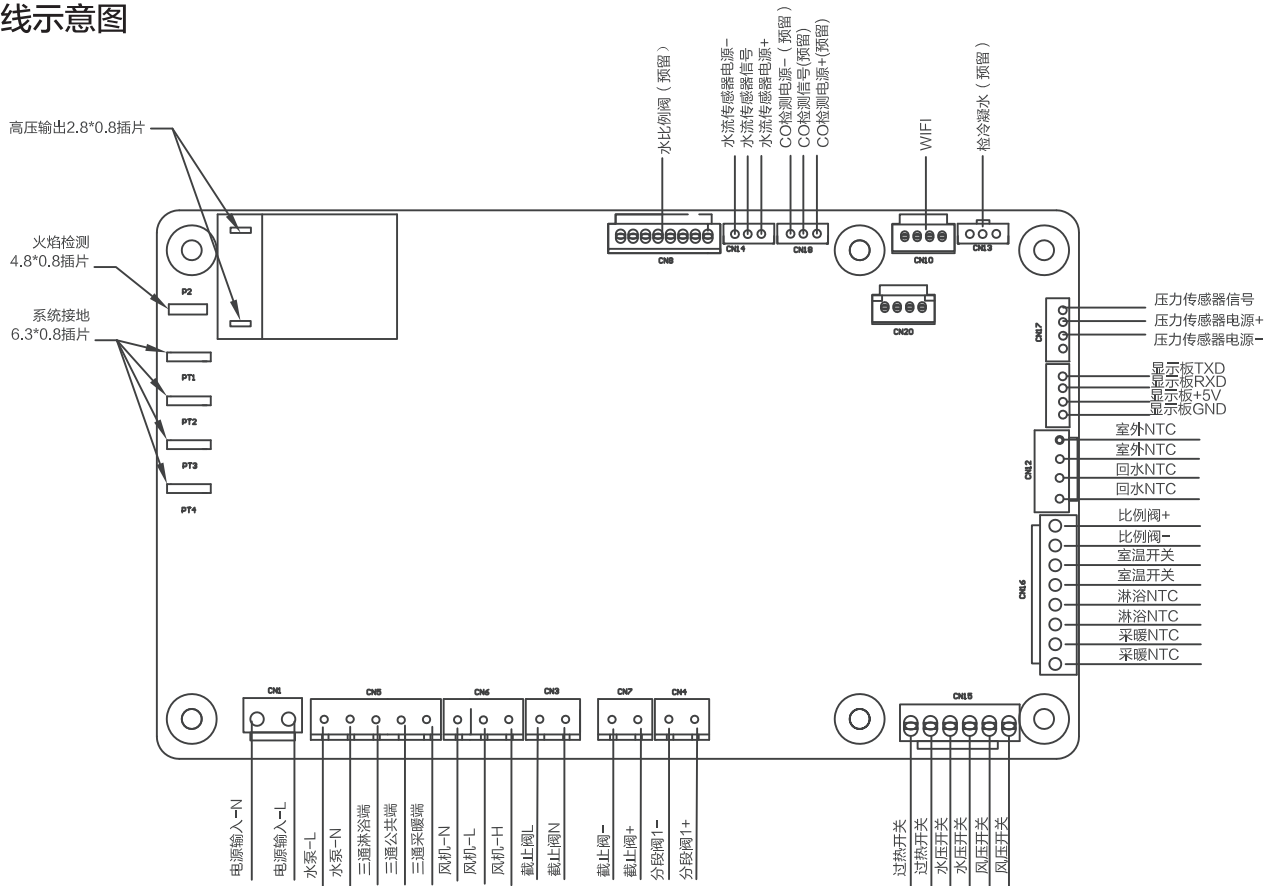 线示意图
水比例阀（预留）
水流传感器电源-
水流传感器信号
水流传感器电源+
CO检测电源-（预留）
CO检测信号(预留)
CO检测电源+(预留)
WIFI
检冷凝水（预留）
高压输出2.8*0.8插片
火焰检测
4.8*0.8插片
系统接地
6.3*0.8插片
P2
PT1
PT2
PT3
PT4
CN8
CN14
CN18
CN10
CN13
CN20
CN17
压力传感器信号
压力传感器电源+
压力传感器电源-
显示板TXD
显示板RXD
显示板+5V
显示板GND
CN12
室外NTC
室外NTC
回水NTC
回水NTC
CN16
比例阀+
比例阀-
室温开关
室温开关
淋浴NTC
淋浴NTC
采暖NTC
采暖NTC
CN1
CN5
CN6
CN3
CN7
CN4
CN15
电源输入-N
电源输入-L
水泵-L
水泵-N
三通淋浴端
三通公共端
三通采暖端
风机-N
风机-L
风机-H
截止阀L
截止阀N
截止阀-
截止阀+
分段阀1-
分段阀1+
过热开关
过热开关
水压开关
水压开关
风压开关
风压开关